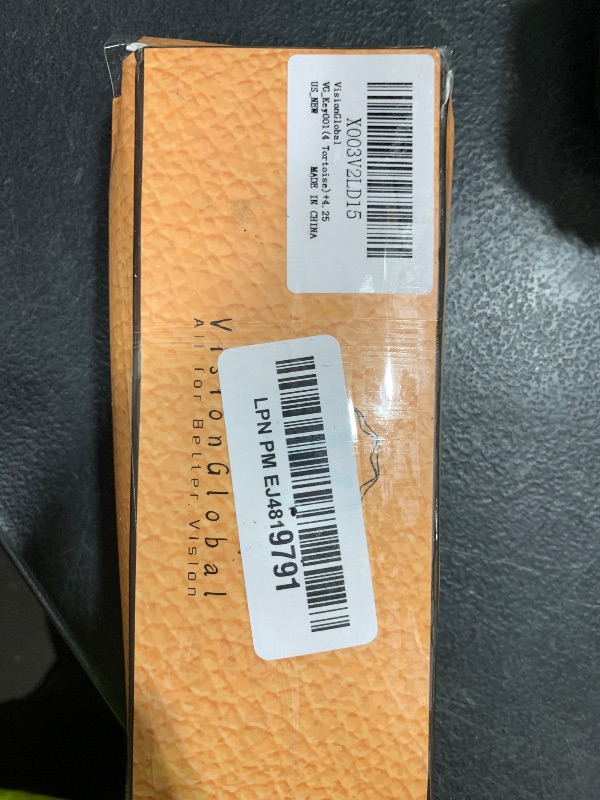 X003V2LD15
VisionGlobal
VG_Key001(4 Tortoise)+4.25
US_NEW MADE IN CHINA
VisionGlobal
All for Better Vision
LPN PM EJ4819791